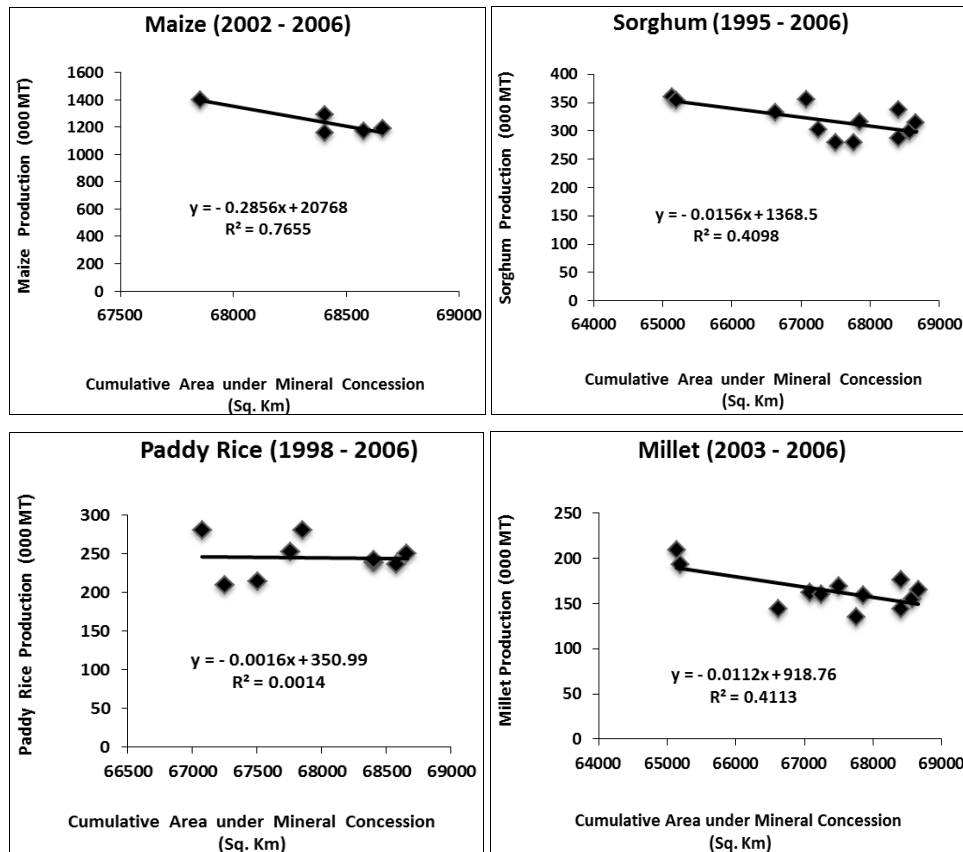 Maize (2002 - 2006)
Maize Production (000 MT)
1600
1400
1200
1000
800
600
400
200
0
y = - 0.2856x + 20768
R² = 0.7655
67500 68000 68500 69000
Cumulative Area under Mineral Concession
(Sq. Km)
Sorghum (1995 - 2006)
Sorghum Production (000 MT)
400
350
300
250
200
150
100
50
0
y = - 0.0156x + 1368.5
R² = 0.4098
64000 65000 66000 67000 68000 69000
Cumulative Area under Mineral Concession
(Sq. Km)
Paddy Rice (1998 - 2006)
Paddy Rice Production (000 MT)
300
250
200
150
100
50
0
y = - 0.0016x + 350.99
R² = 0.0014
66500 67000 67500 68000 68500 69000
Cumulative Area under Mineral Concession
(Sq. Km)
Millet (2003 - 2006)
Millet Production (000 MT)
250
200
150
100
50
0
y = - 0.0112x + 918.76
R² = 0.4113
64000 65000 66000 67000 68000 69000
Cumulative Area under Mineral Concession
(Sq. Km)